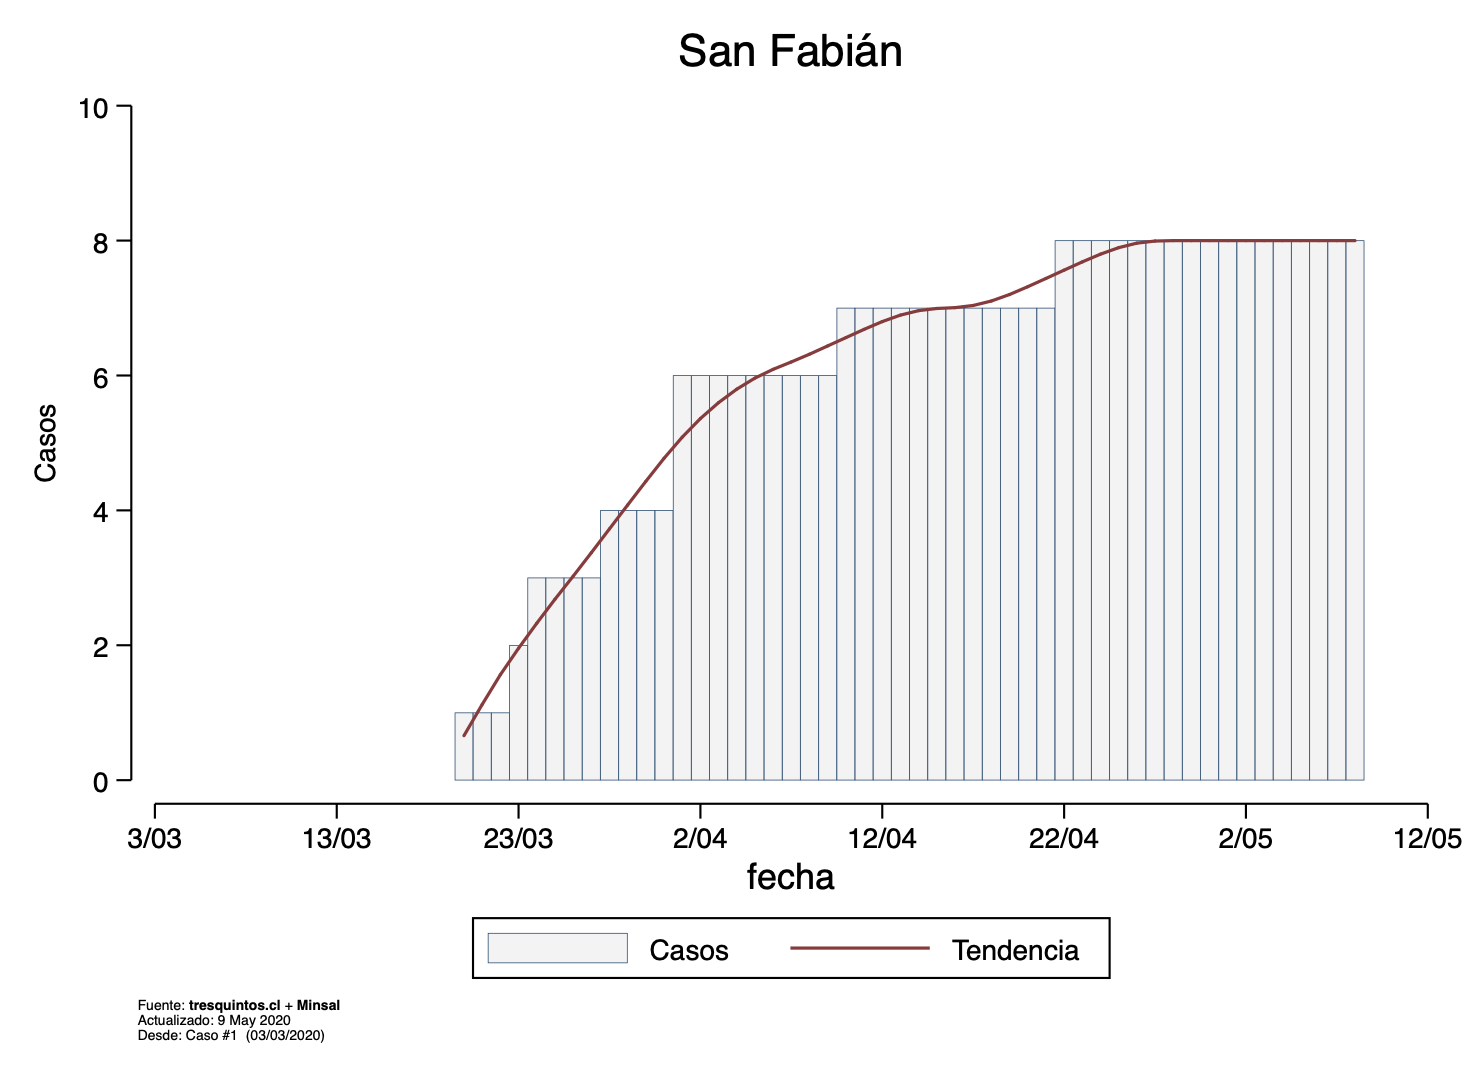 San Fabián
10
8
6
4
2
0
Casos
3/03 13/03 23/03 2/04 12/04 22/04 2/05 12/05
fecha
Casos Tendencia
Fuente: tresquintos.cl + Minsal
Actualizado: 9 May 2020
Desde: Caso #1 (03/03/2020)